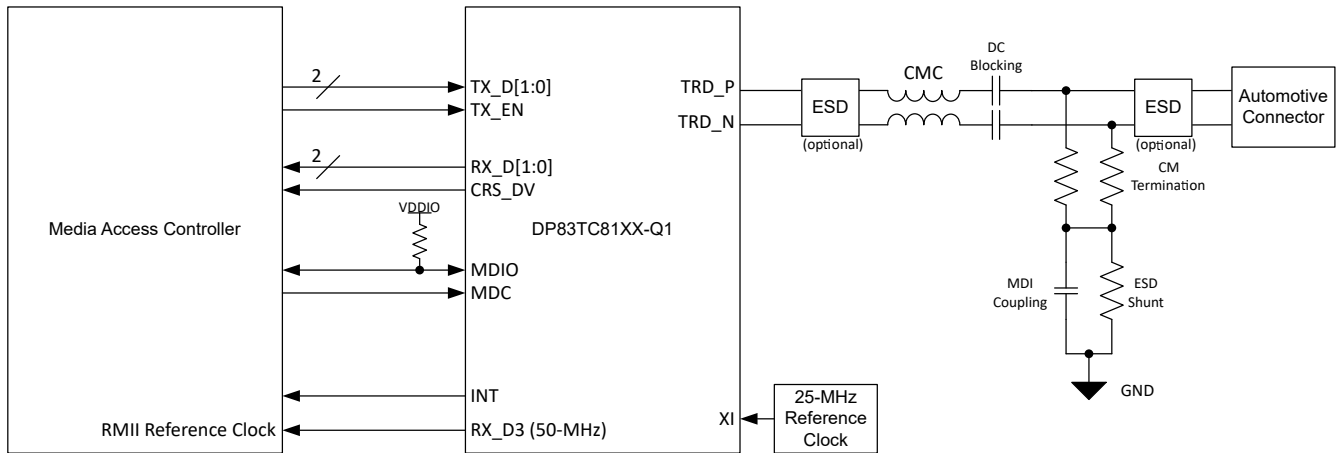 Media Access Controller
RMII Reference Clock
2
2
VDDIO
TX_D[1:0]
TX_EN
RX_D[1:0]
CRS_DV
MDIO
MDC
INT
RX_D3 (50-MHz)
DP83TC81XX-Q1
TRD_P
TRD_N
XI
25-MHz
Reference
Clock
ESD
(optional)
CMC
DC
Blocking
ESD
(optional)
Automotive
Connector
CM
Termination
MDI
Coupling
ESD
Shunt
GND